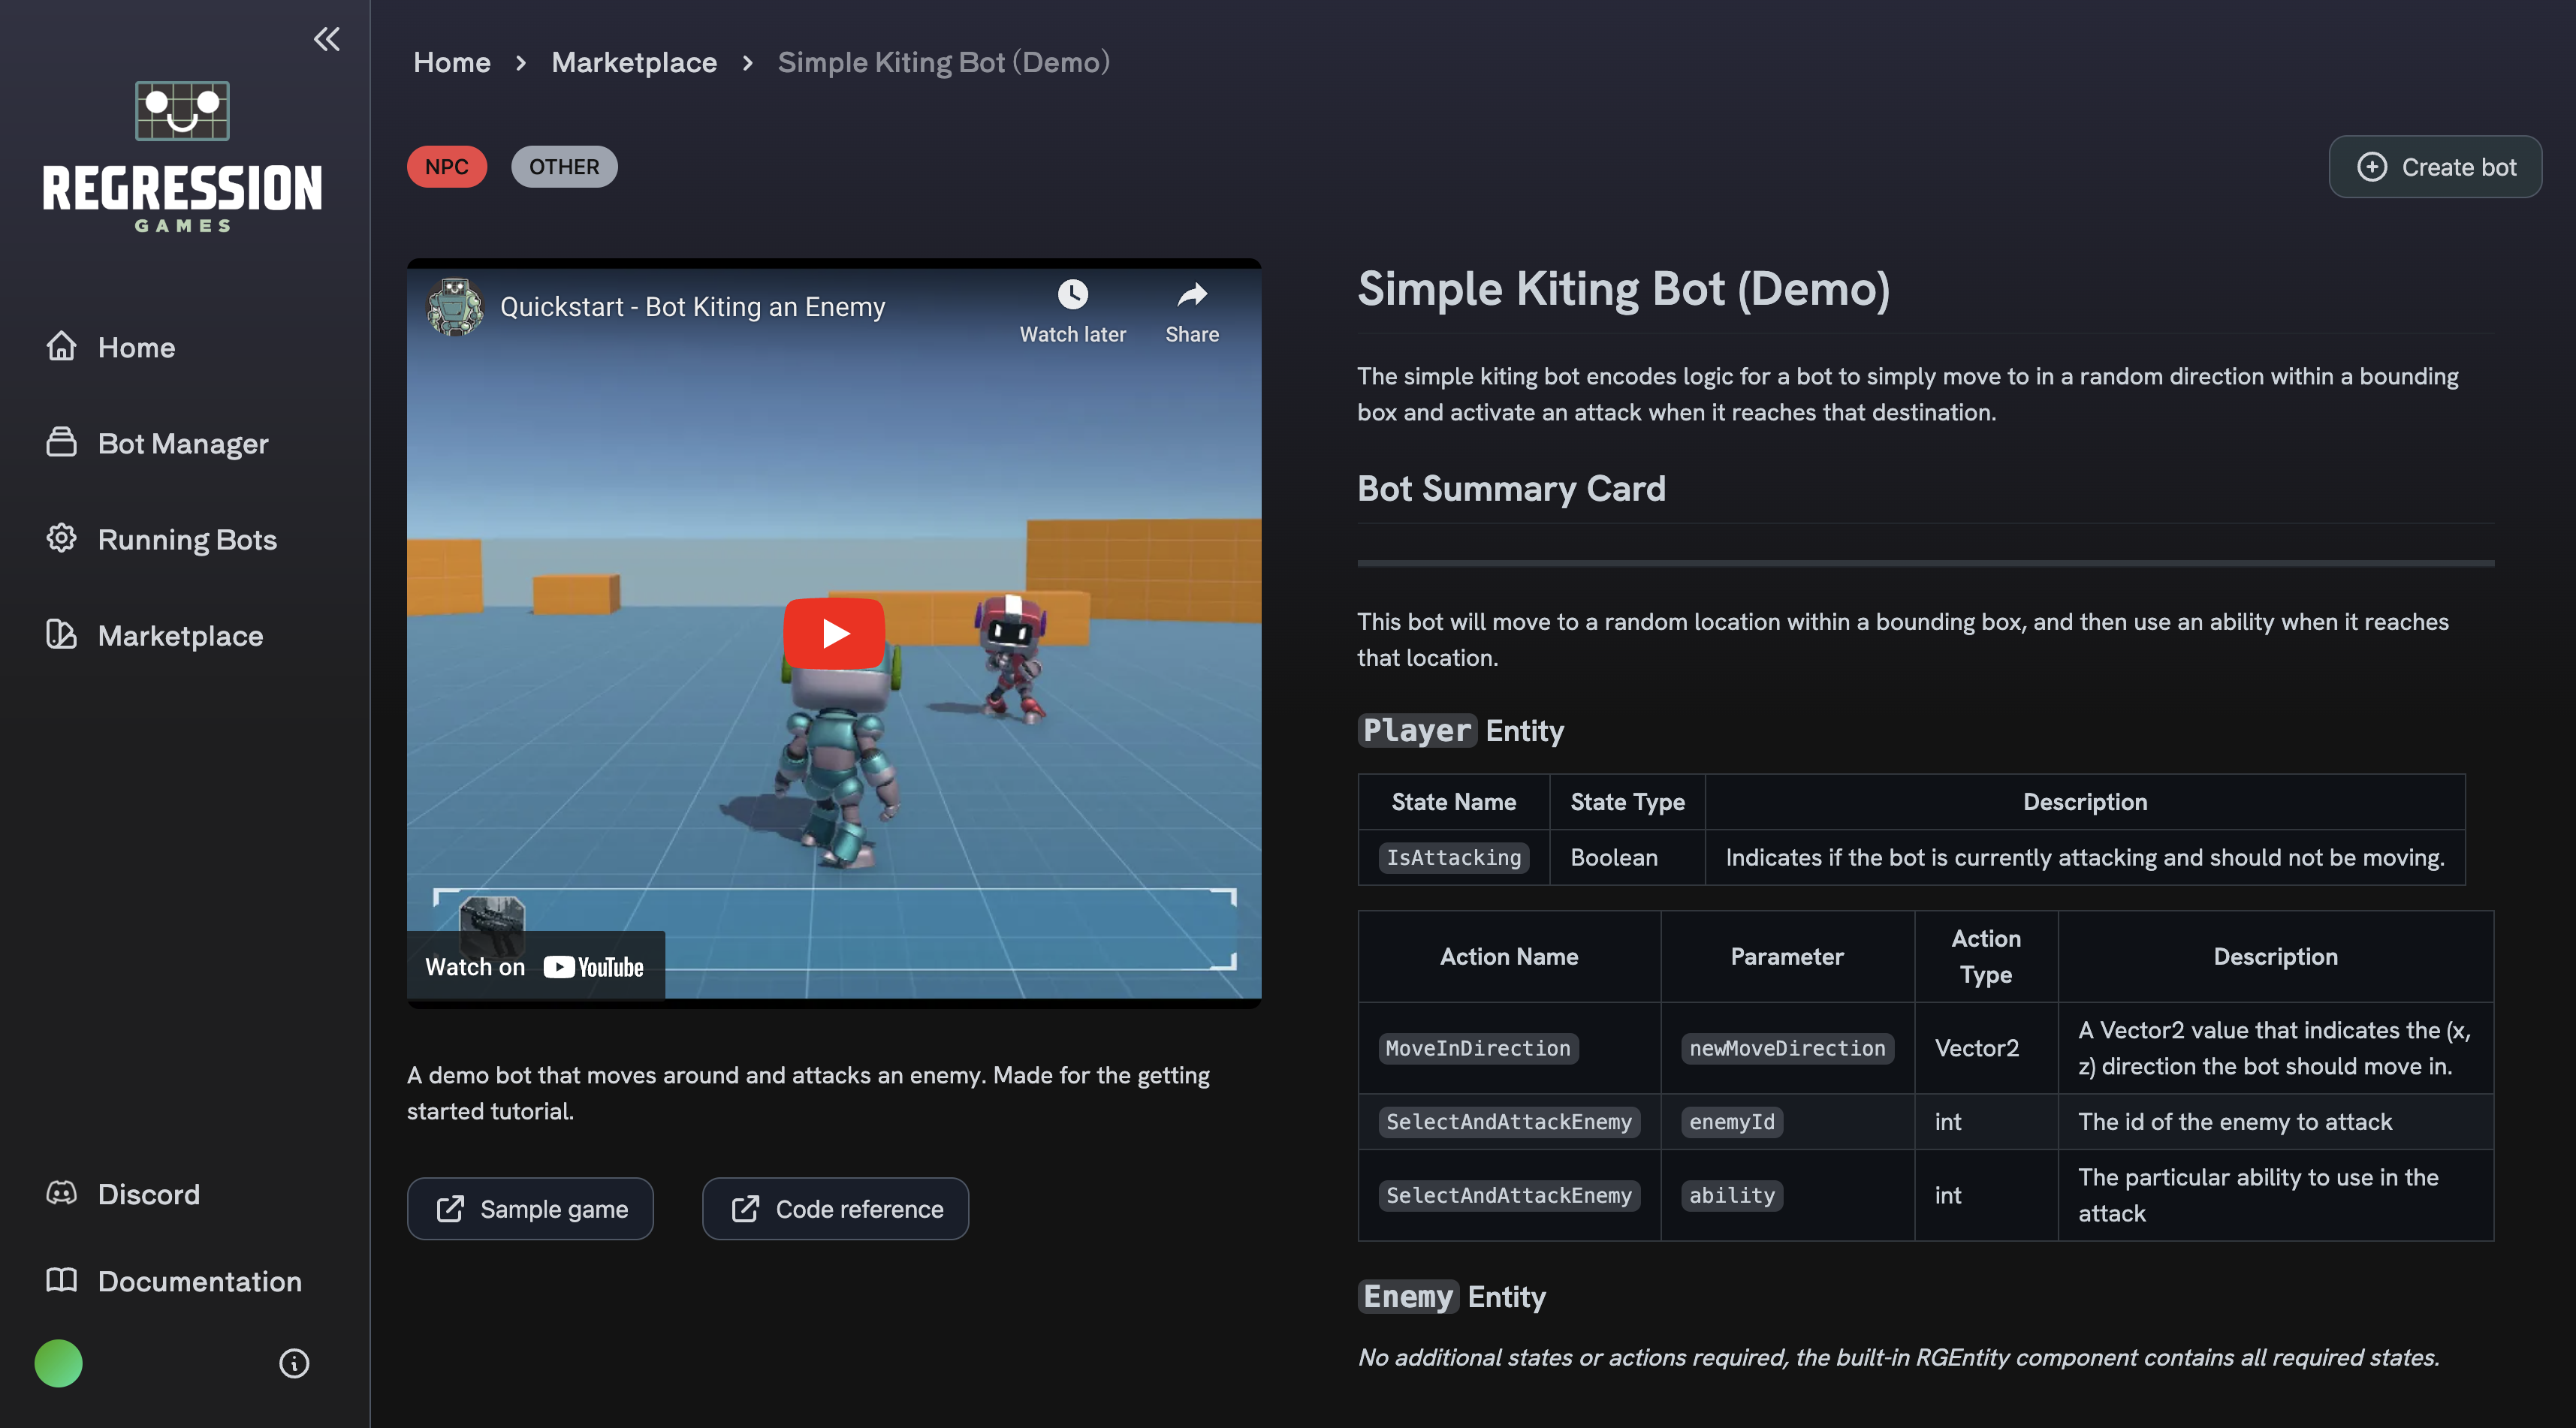 REGRESSION
GAMES
Home
Bot Manager
Running Bots
Marketplace
Discord
Documentation
Home > Marketplace > Simple Kiting Bot (Demo)
NPC OTHER
Create bot
Quickstart - Bot Kiting an Enemy
Watch later Share
Watch on YouTube
A demo bot that moves around and attacks an enemy. Made for the getting
started tutorial.
Sample game Code reference
Simple Kiting Bot (Demo)
The simple kiting bot encodes logic for a bot to simply move to in a random direction within a bounding
box and activate an attack when it reaches that destination.
Bot Summary Card
This bot will move to a random location within a bounding box, and then use an ability when it reaches
that location.
Player Entity
State Name State Type Description
IsAttacking Boolean Indicates if the bot is currently attacking and should not be moving.
Action Name Parameter Action Type Description
MoveInDirection newMoveDirection Vector2 A Vector2 value that indicates the (x,
z) direction the bot should move in.
SelectAndAttackEnemy enemyId int The id of the enemy to attack
SelectAndAttackEnemy ability int The particular ability to use in the
attack
Enemy Entity
No additional states or actions required, the built-in RGEntity component contains all required states.